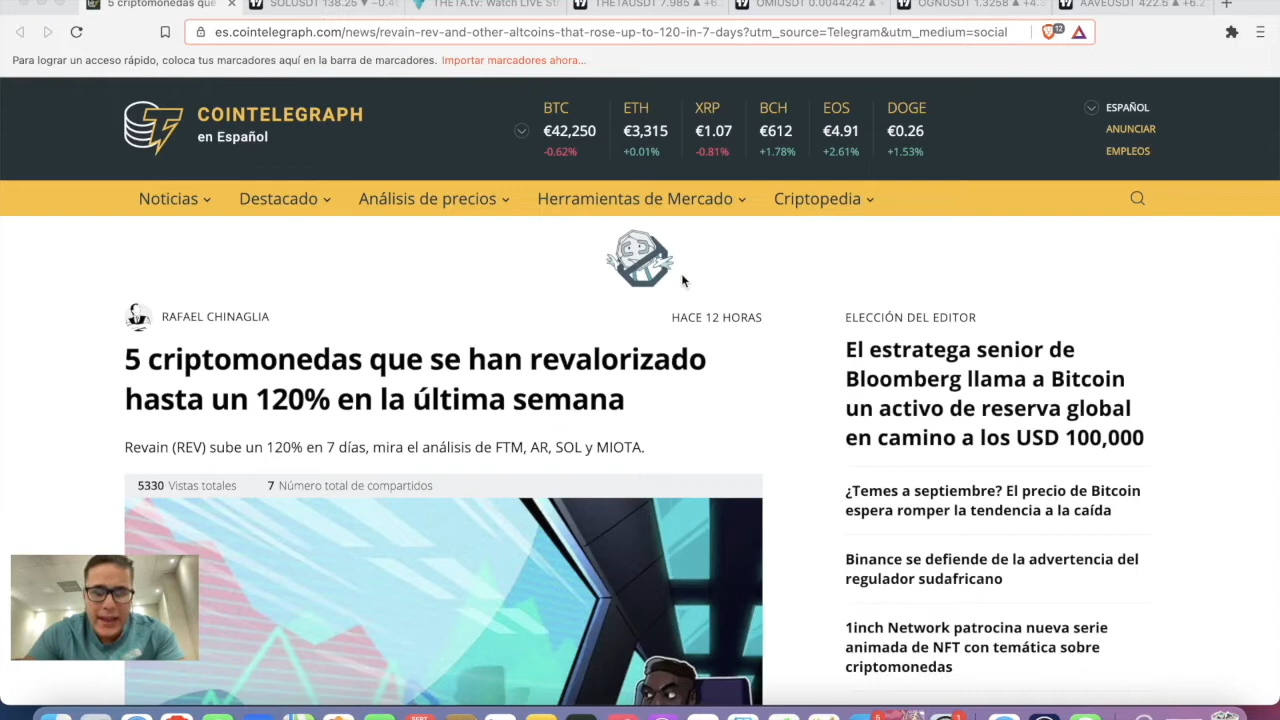 5 criptomonedas que
SOLUSDT 138.25 ▼ −0.4
THETA.tv: Watch LIVE St
THETAUSDT 7.985 ▲ +6
OMIUSDT 0.0044242 ▲
OGNUSDT 1.3258 ▲ +4.
AAVEUSDT 422.6 ▲ +6.2
es.cointelegraph.com/news/revain-rev-and-other-altcoins-that-rose-up-to-120-in-7-days?utm_source=Telegram&utm_medium=social
12
Para lograr un acceso rápido, coloca tus marcadores aquí en la barra de marcadores. Importar marcadores ahora...
COINTELEGRAPH
en Español
BTC ETH XRP BCH EOS DOGE
€42,250 €3,315 €1.07 €612 €4.91 €0.26
-0.62% +0.01% -0.81% +1.78% +2.61% +1.53%
ESPAÑOL
ANUNCIAR
EMPLEOS
Noticias Destacado Análisis de precios Herramientas de Mercado Criptopedia
RAFAEL CHINAGLIA
HACE 12 HORAS
5 criptomonedas que se han revalorizado
hasta un 120% en la última semana
Revain (REV) sube un 120% en 7 días, mira el análisis de FTM, AR, SOL y MIOTA.
5330 Vistas totales 7 Número total de compartidos
ELECCIÓN DEL EDITOR
El estratega senior de
Bloomberg llama a Bitcoin
un activo de reserva global
en camino a los USD 100,000
¿Temes a septiembre? El precio de Bitcoin
espera romper la tendencia a la caída
Binance se defiende de la advertencia del
regulador sudafricano
1inch Network patrocina nueva serie
animada de NFT con temática sobre
criptomonedas
SEPT
5
1